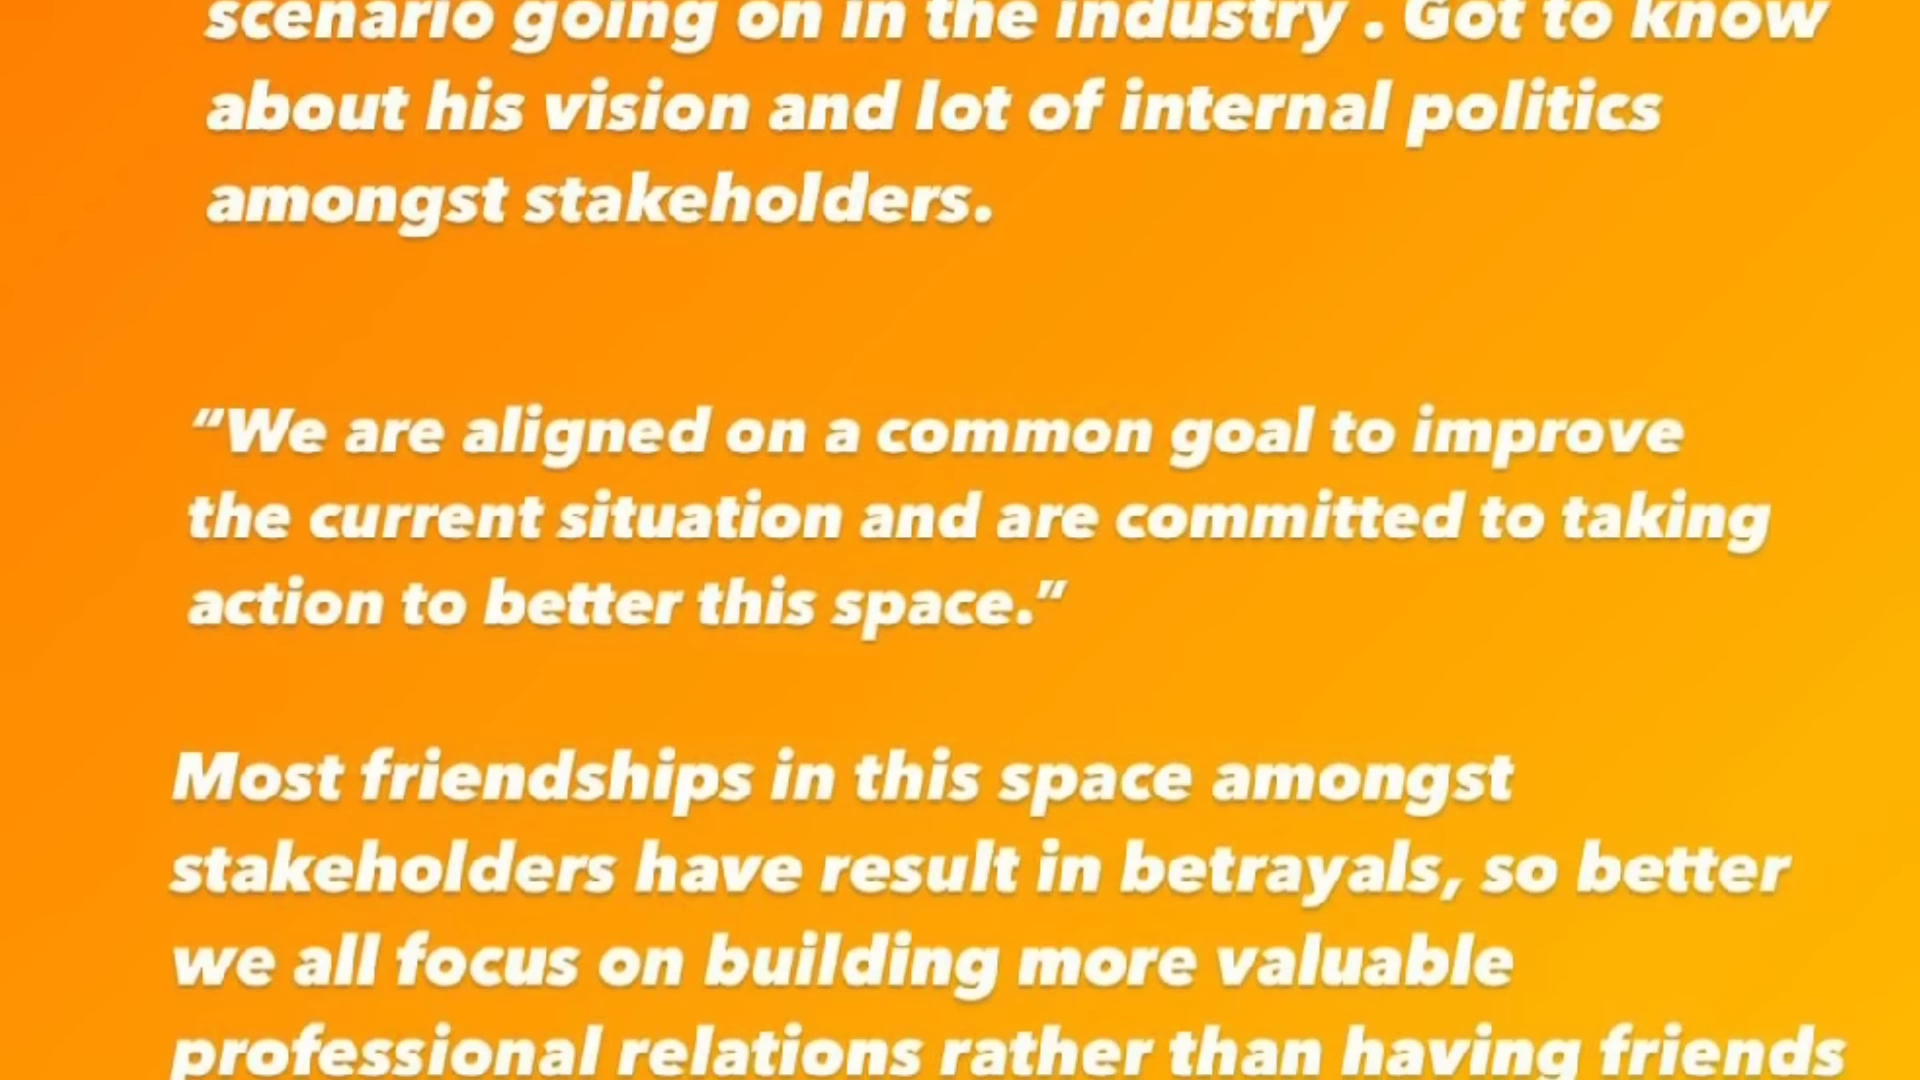 scenario going on in the industry . Got to know
about his vision and lot of internal politics
amongst stakeholders.
“We are aligned on a common goal to improve
the current situation and are committed to taking
action to better this space.”
Most friendships in this space amongst
stakeholders have result in betrayals, so better
we all focus on building more valuable
professional relations rather than having friends